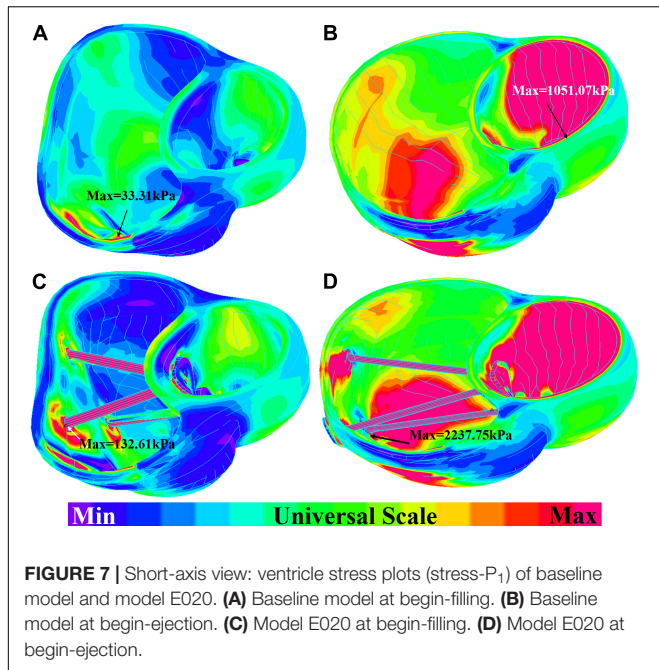 A
B
Max=1051.07kPa
Max=33.31kPa
C
D
Max=132.61kPa
Max=2237.75kPa
Min Universal Scale Max
FIGURE 7 | Short-axis view: ventricle stress plots (stress-P₁) of baseline
model and model E020. (A) Baseline model at begin-filling. (B) Baseline
model at begin-ejection. (C) Model E020 at begin-filling. (D) Model E020 at
begin-ejection.